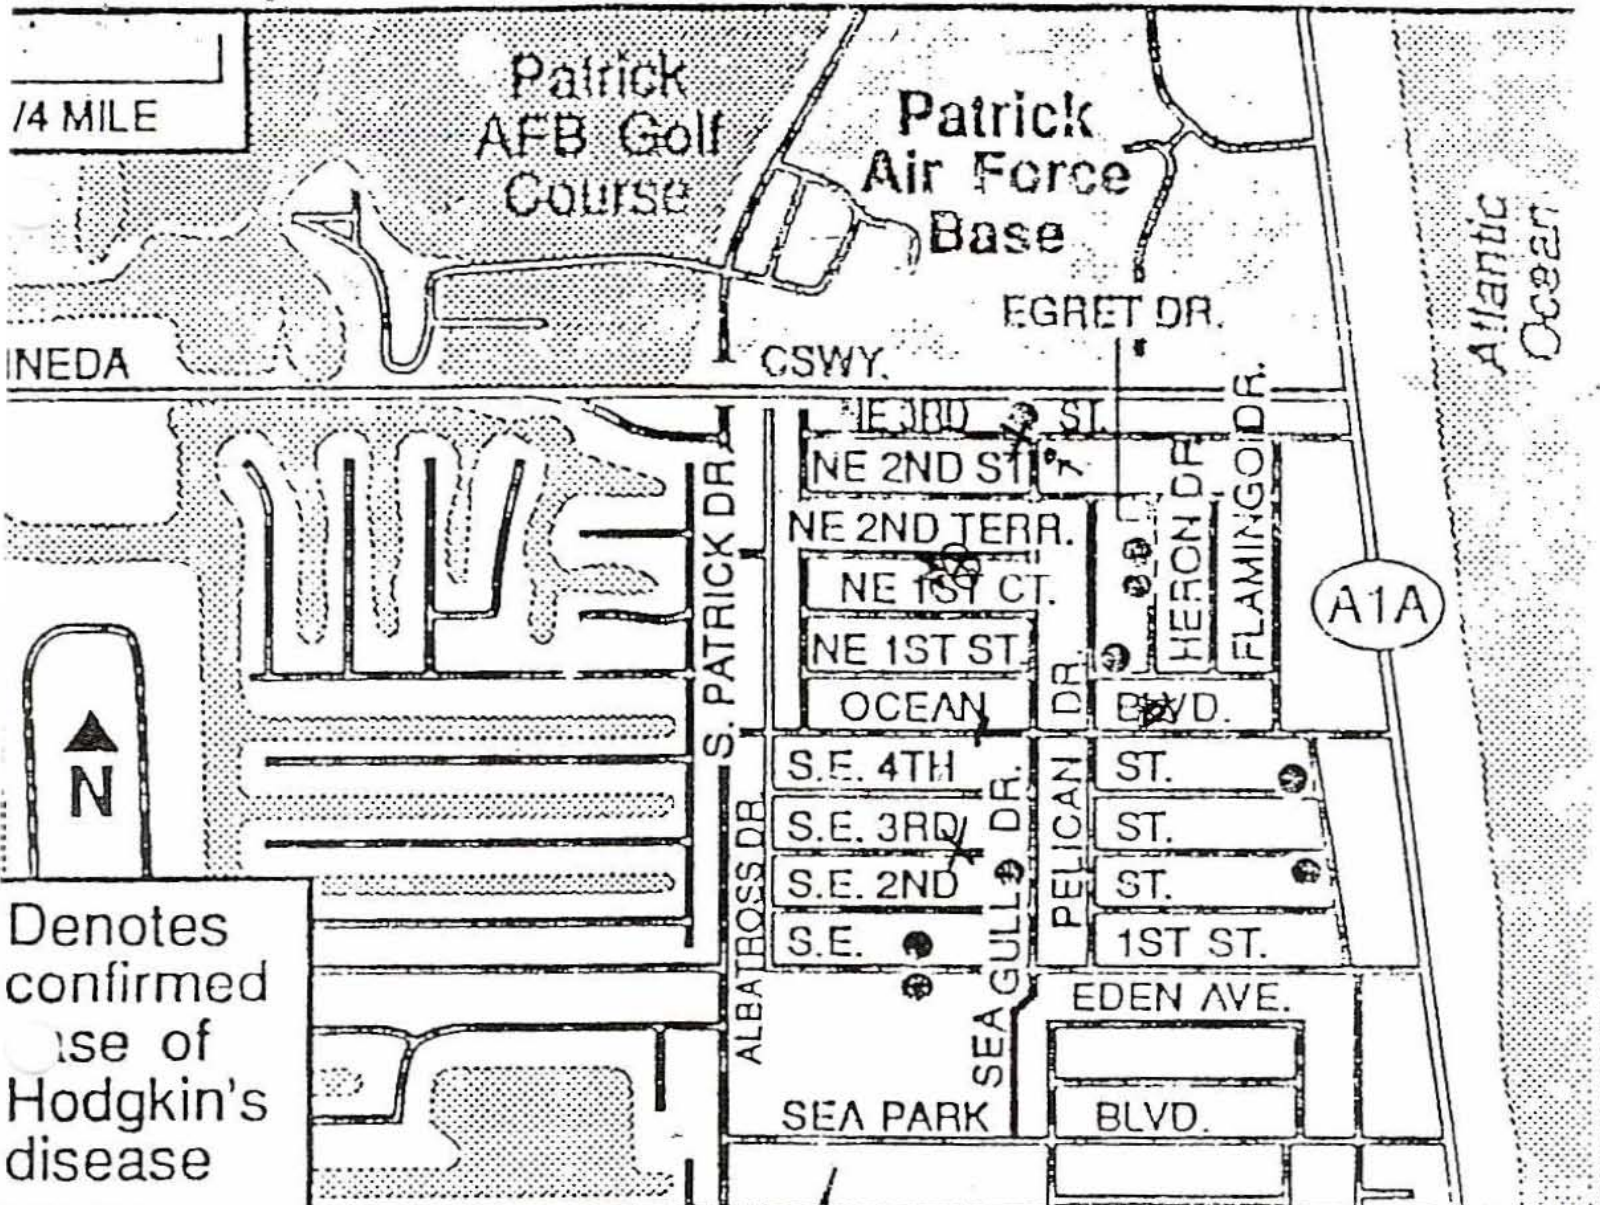 /4 MILE
Patrick
AFB Golf
Course
Patrick
Air Force
Base
Atlantic
Ocean
EGRET DR.
INEDA
CSWY.
NE 3RD ST.
NE 2ND ST
NE 2ND TERR.
NE 1ST CT.
NE 1ST ST.
OCEAN BLVD.
S. PATRICK DR.
HERON DR.
FLAMINGO DR.
A1A
N
S.E. 4TH ST.
S.E. 3RD ST.
S.E. 2ND ST.
S.E. 1ST ST.
ALBATROSS DR.
SEA GULL DR.
PELICAN DR.
EDEN AVE.
SEA PARK BLVD.
Denotes
confirmed
ase of
Hodgkin's
disease